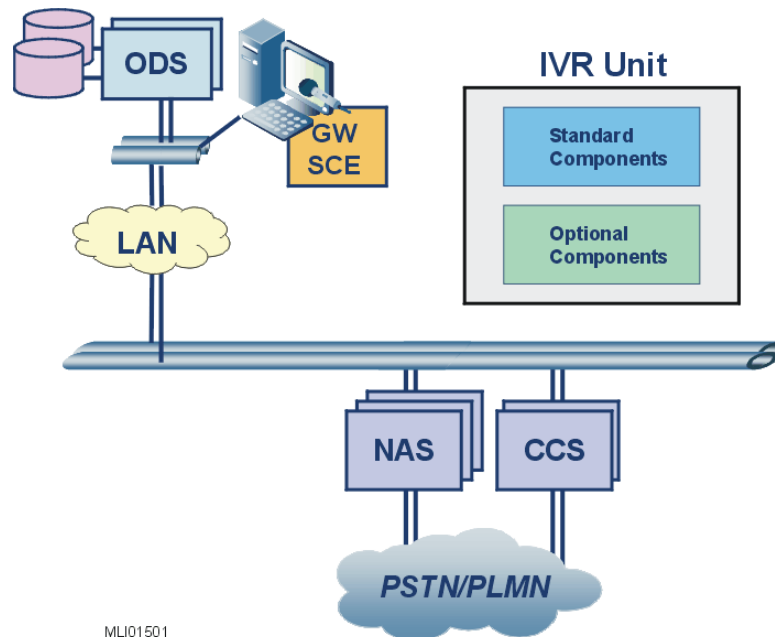 ODS
IVR Unit
GW
SCE
Standard
Components
LAN
Optional
Components
NAS
CCS
PSTN/PLMN
MLI01501